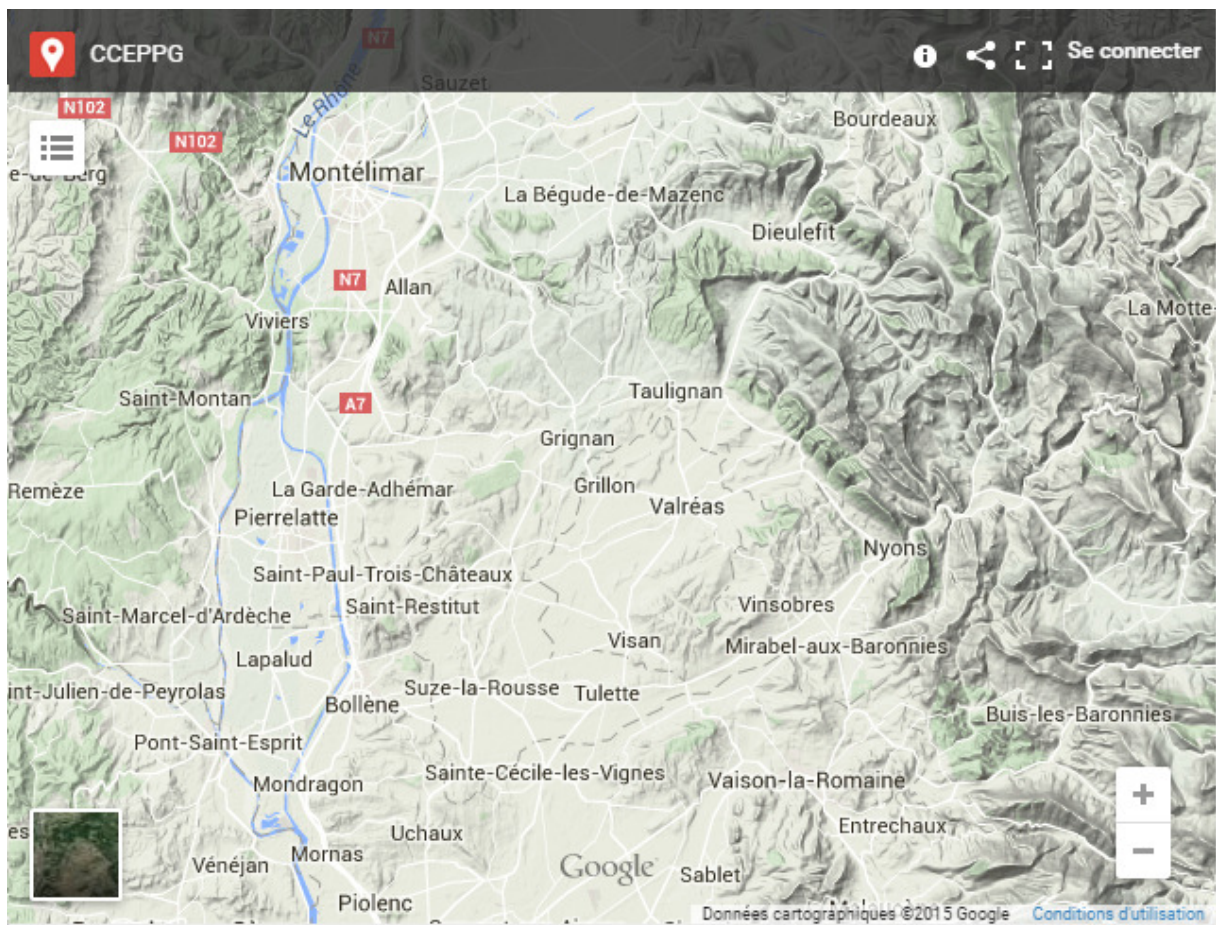 CCEPPG
Se connecter
N7
Sauzet
N102
Le Rhône
Bourdeaux
N102
Montélimar
e-de-Berg
La Bégude-de-Mazenc
Dieulefit
N7
Allan
La Motte-
Viviers
Taulignan
Saint-Montan
A7
Grignan
Grillon
Remèze
La Garde-Adhémar
Valréas
Pierrelatte
Nyons
Saint-Paul-Trois-Châteaux
Saint-Restitut
Vinsobres
Saint-Marcel-d'Ardèche
Visan
Mirabel-aux-Baronnies
Lapalud
int-Julien-de-Peyrolas
Suze-la-Rousse
Tulette
Bollène
Buis-les-Baronnies
Pont-Saint-Esprit
Sainte-Cécile-les-Vignes
Vaison-la-Romaine
Mondragon
+
es
Uchaux
Entrechaux
Mornas
−
Vénéjan
Google
Sablet
Piolenc
Données cartographiques ©2015 Google
Conditions d'utilisation